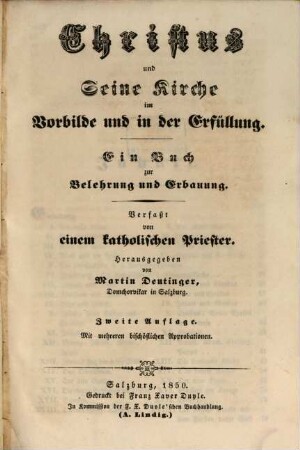 Christus
und
Seine Kirche
im
Vorbilde und in der Erfüllung.
Ein Buch
zur
Belehrung und Erbauung.
Verfaßt
von
einem katholischen Priester.
Herausgegeben
von
Martin Deutinger,
Domchorvikar in Salzburg.
Zweite Auflage.
Mit mehreren bischöflichen Approbationen.
Salzburg, 1850.
Gedruckt bei Franz Xaver Duyle.
In Kommission der F. X. Duyle'schen Buchhandlung.
(A. Lindig.)